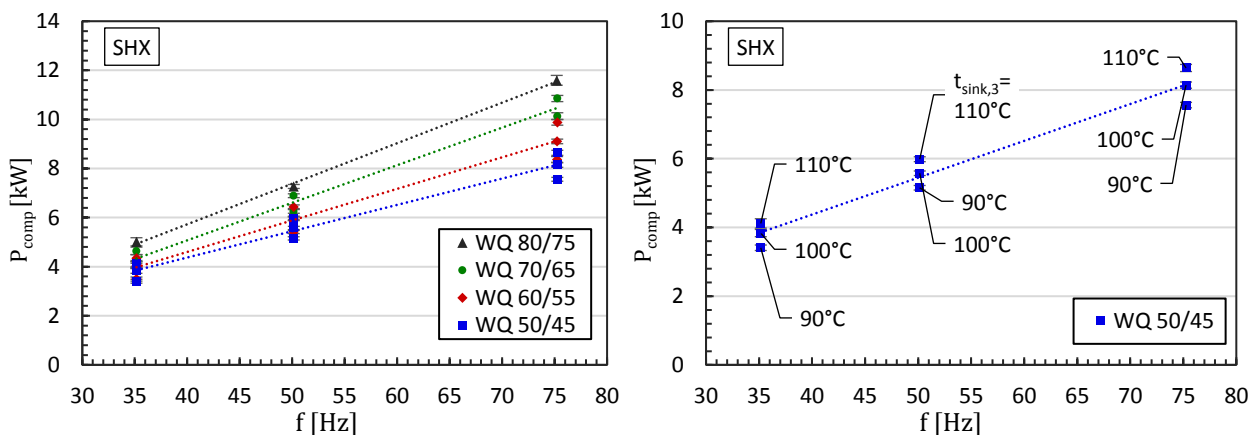 SHX
14
12
10
8
6
4
2
0
P_comp [kW]
30 35 40 45 50 55 60 65 70 75 80
f [Hz]
WQ 80/75
WQ 70/65
WQ 60/55
WQ 50/45
SHX
10
8
6
4
2
0
P_comp [kW]
30 35 40 45 50 55 60 65 70 75 80
f [Hz]
110°C
t_sink,3=
110°C
110°C
100°C
90°C
100°C
90°C
100°C
90°C
WQ 50/45